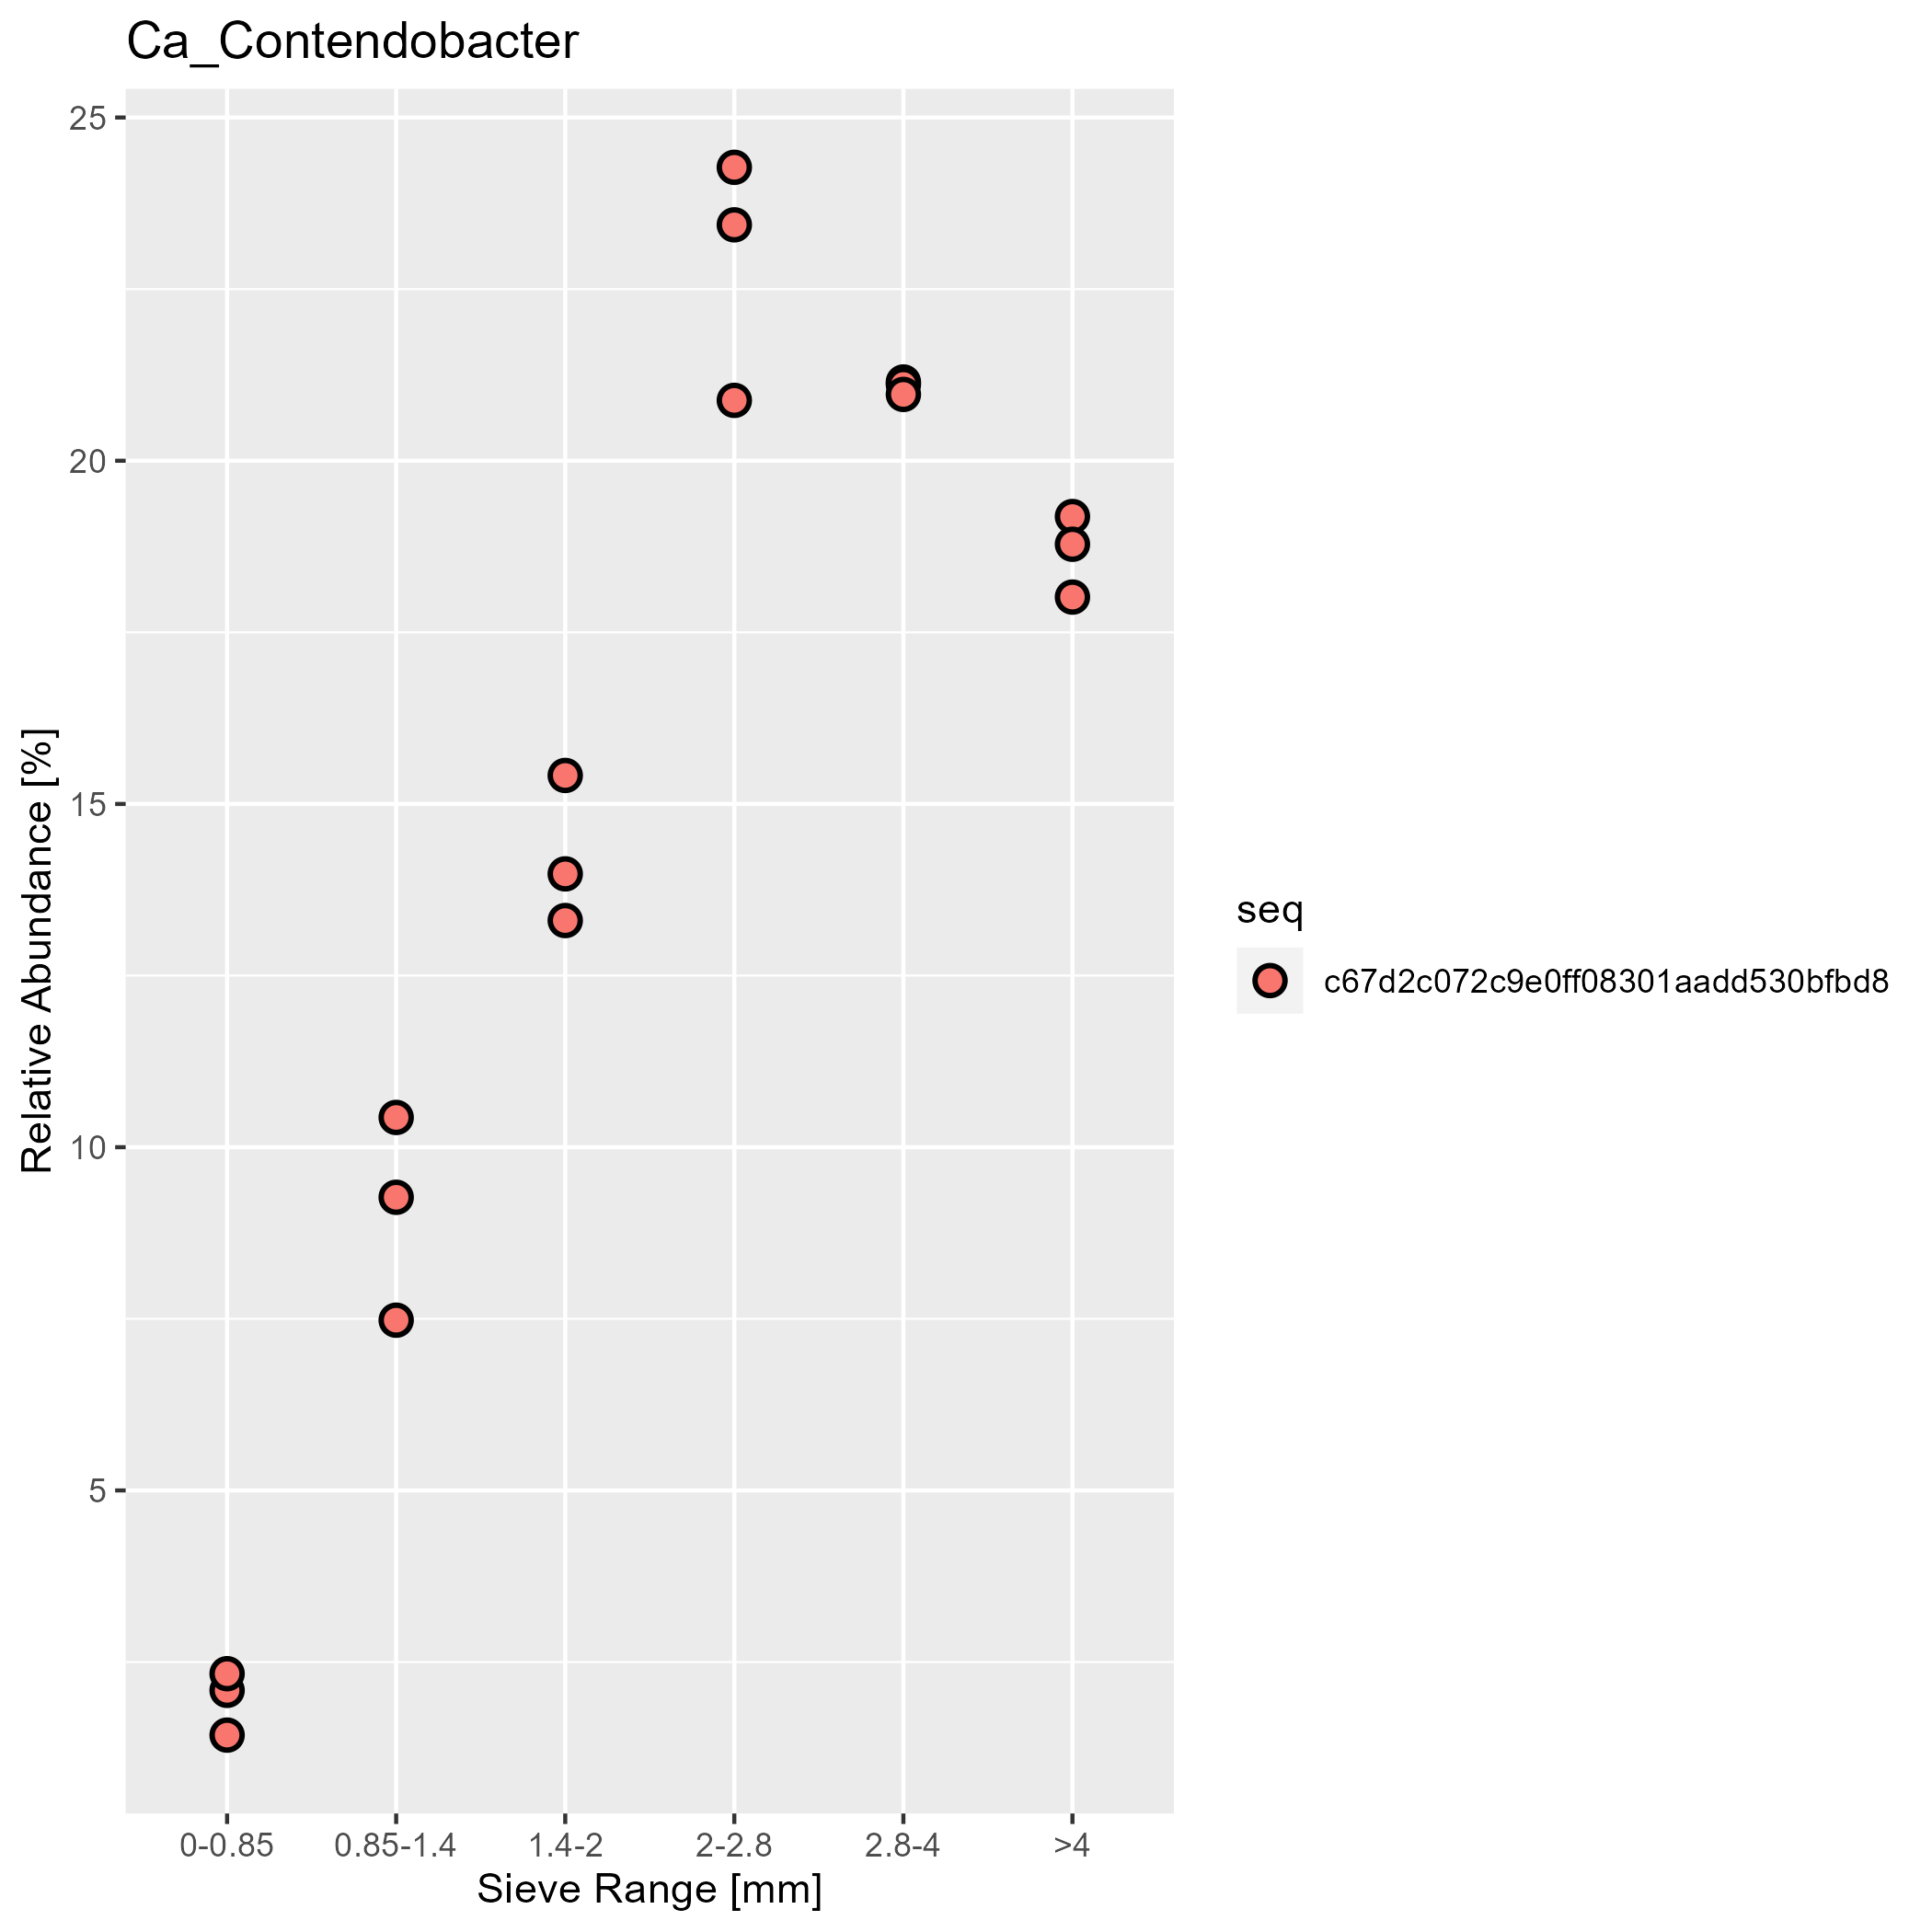 Ca_Contendobacter
25
20
15
10
5
Relative Abundance [%]
0-0.85
0.85-1.4
1.4-2
2-2.8
2.8-4
>4
Sieve Range [mm]
seq
c67d2c072c9e0ff08301aadd530bfbd8